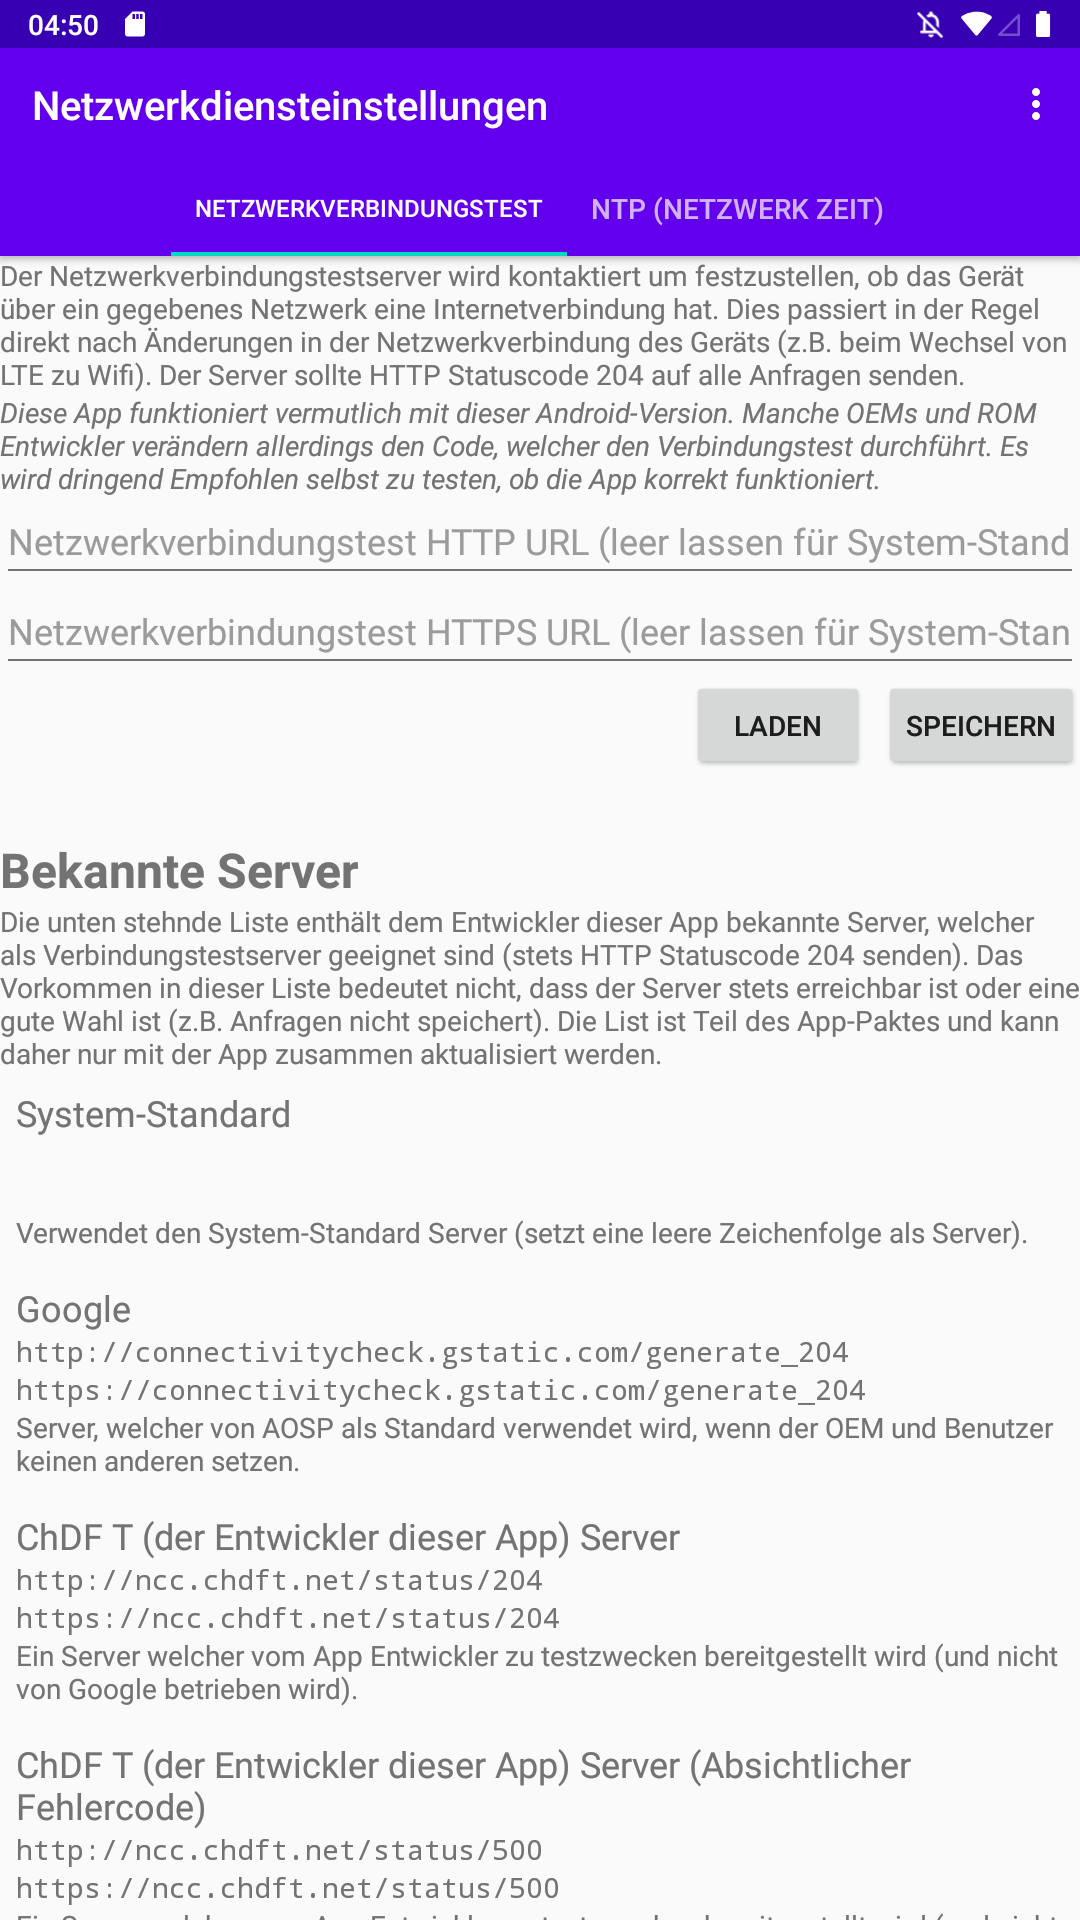 04:50
Netzwerkdiensteinstellungen
NETZWERKVERBINDUNGSTEST
NTP (NETZWERK ZEIT)
Der Netzwerkverbindungstestserver wird kontaktiert um festzustellen, ob das Gerät
über ein gegebenes Netzwerk eine Internetverbindung hat. Dies passiert in der Regel
direkt nach Änderungen in der Netzwerkverbindung des Geräts (z.B. beim Wechsel von
LTE zu Wifi). Der Server sollte HTTP Statuscode 204 auf alle Anfragen senden.
Diese App funktioniert vermutlich mit dieser Android-Version. Manche OEMs und ROM
Entwickler verändern allerdings den Code, welcher den Verbindungstest durchführt. Es
wird dringend Empfohlen selbst zu testen, ob die App korrekt funktioniert.
Netzwerkverbindungstest HTTP URL (leer lassen für System-Stand
Netzwerkverbindungstest HTTPS URL (leer lassen für System-Stan
LADEN
SPEICHERN
Bekannte Server
Die unten stehnde Liste enthält dem Entwickler dieser App bekannte Server, welcher
als Verbindungstestserver geeignet sind (stets HTTP Statuscode 204 senden). Das
Vorkommen in dieser Liste bedeutet nicht, dass der Server stets erreichbar ist oder eine
gute Wahl ist (z.B. Anfragen nicht speichert). Die List ist Teil des App-Paktes und kann
daher nur mit der App zusammen aktualisiert werden.
System-Standard
Verwendet den System-Standard Server (setzt eine leere Zeichenfolge als Server).
Google
http://connectivitycheck.gstatic.com/generate_204
https://connectivitycheck.gstatic.com/generate_204
Server, welcher von AOSP als Standard verwendet wird, wenn der OEM und Benutzer
keinen anderen setzen.
ChDF T (der Entwickler dieser App) Server
http://ncc.chdft.net/status/204
https://ncc.chdft.net/status/204
Ein Server welcher vom App Entwickler zu testzwecken bereitgestellt wird (und nicht
von Google betrieben wird).
ChDF T (der Entwickler dieser App) Server (Absichtlicher
Fehlercode)
http://ncc.chdft.net/status/500
https://ncc.chdft.net/status/500